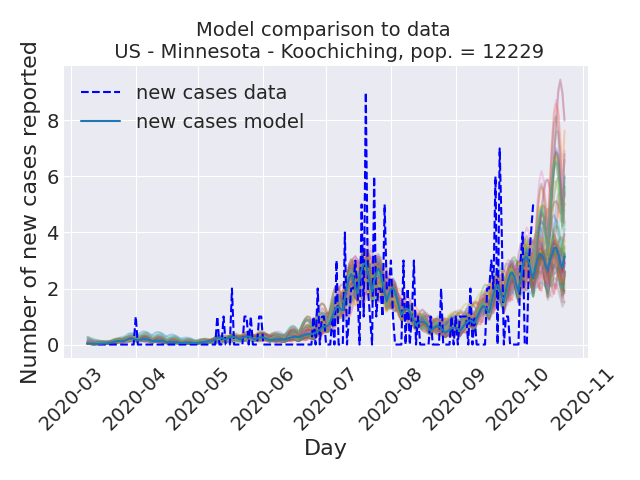 Model comparison to data
US - Minnesota - Koochiching, pop. = 12229
Number of new cases reported
new cases data
new cases model
8
6
4
2
0
2020-03
2020-04
2020-05
2020-06
2020-07
2020-08
2020-09
2020-10
2020-11
Day